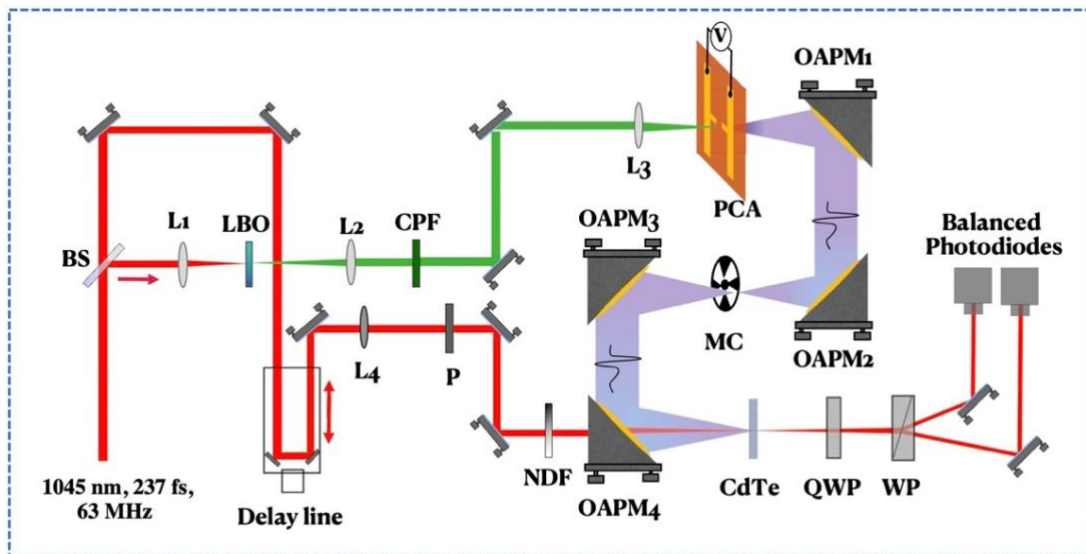 V
OAPM1
L3
PCA
OAPM3
Balanced
Photodiodes
L1
LBO
L2
CPF
BS
MC
OAPM2
L4
P
NDF
OAPM4
CdTe
QWP
WP
1045 nm, 237 fs,
63 MHz
Delay line